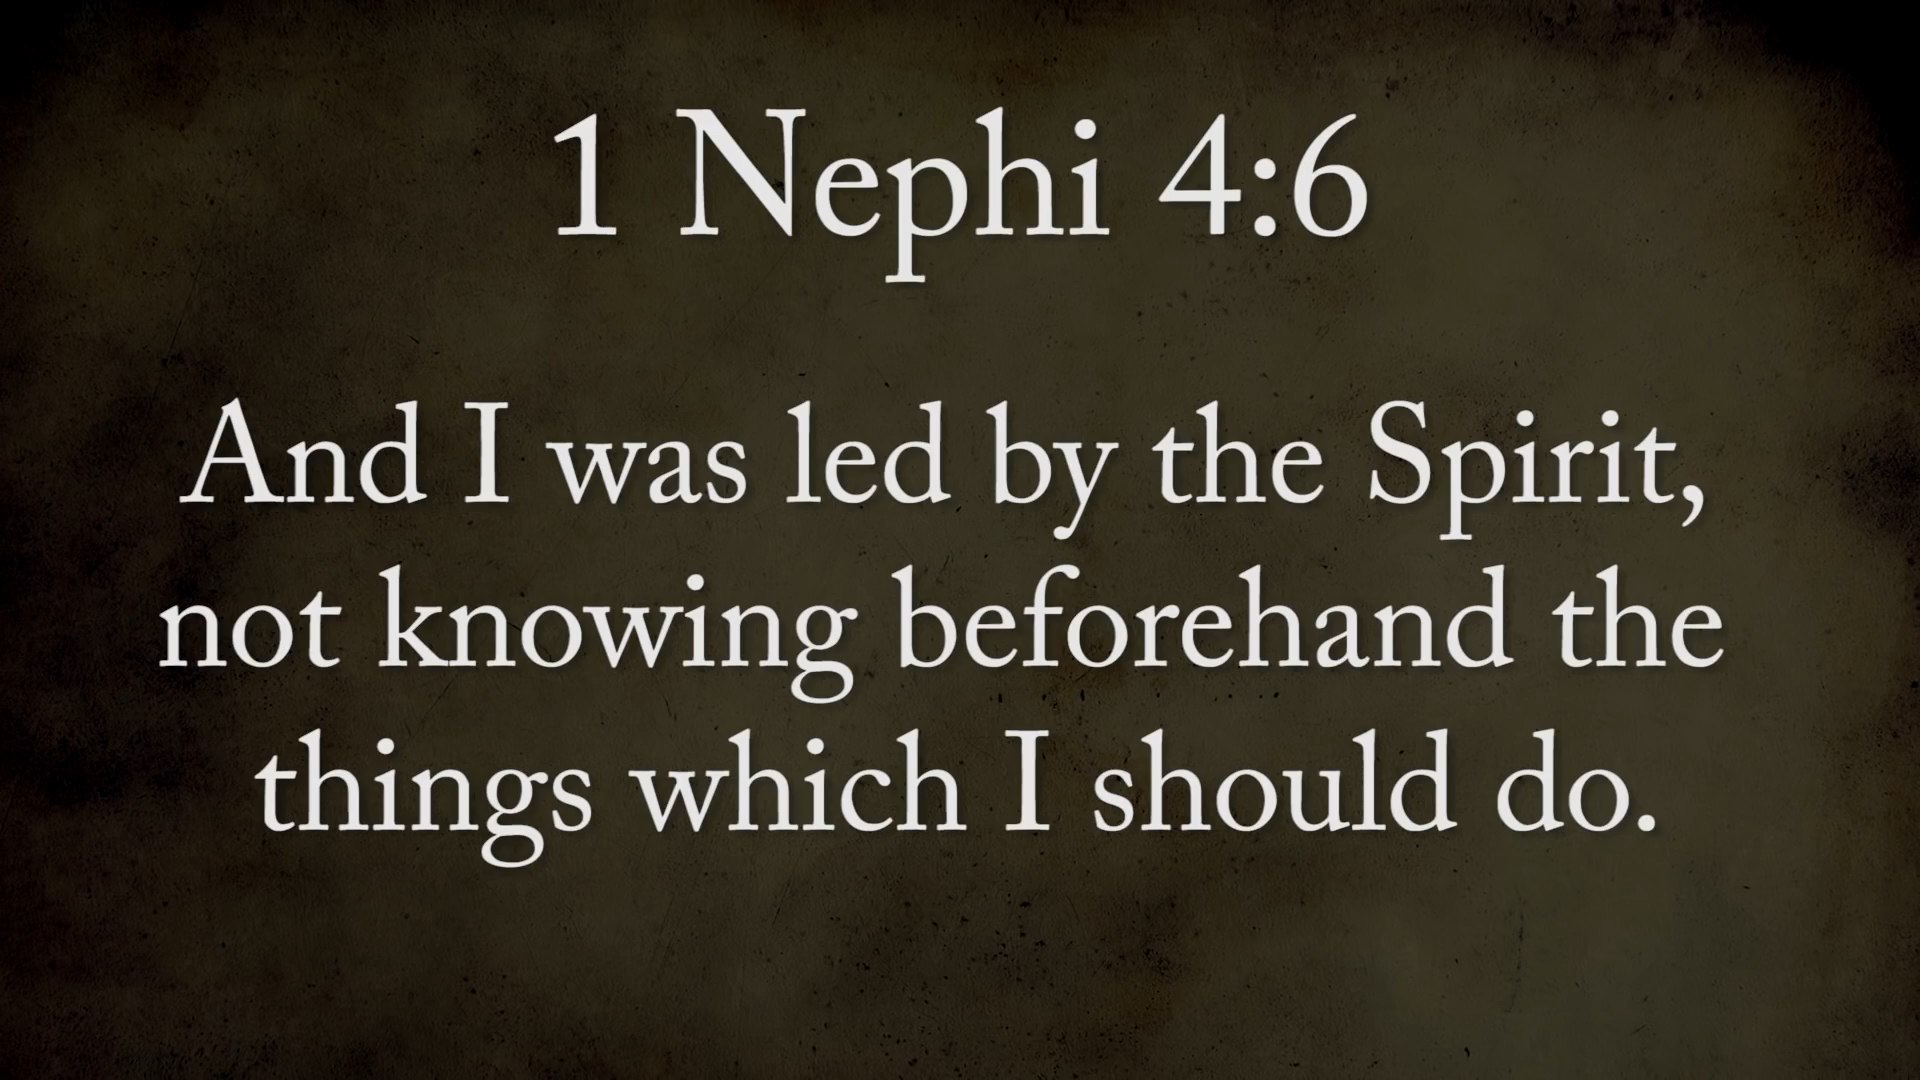 1 Nephi 4:6
And I was led by the Spirit,
not knowing beforehand the
things which I should do.